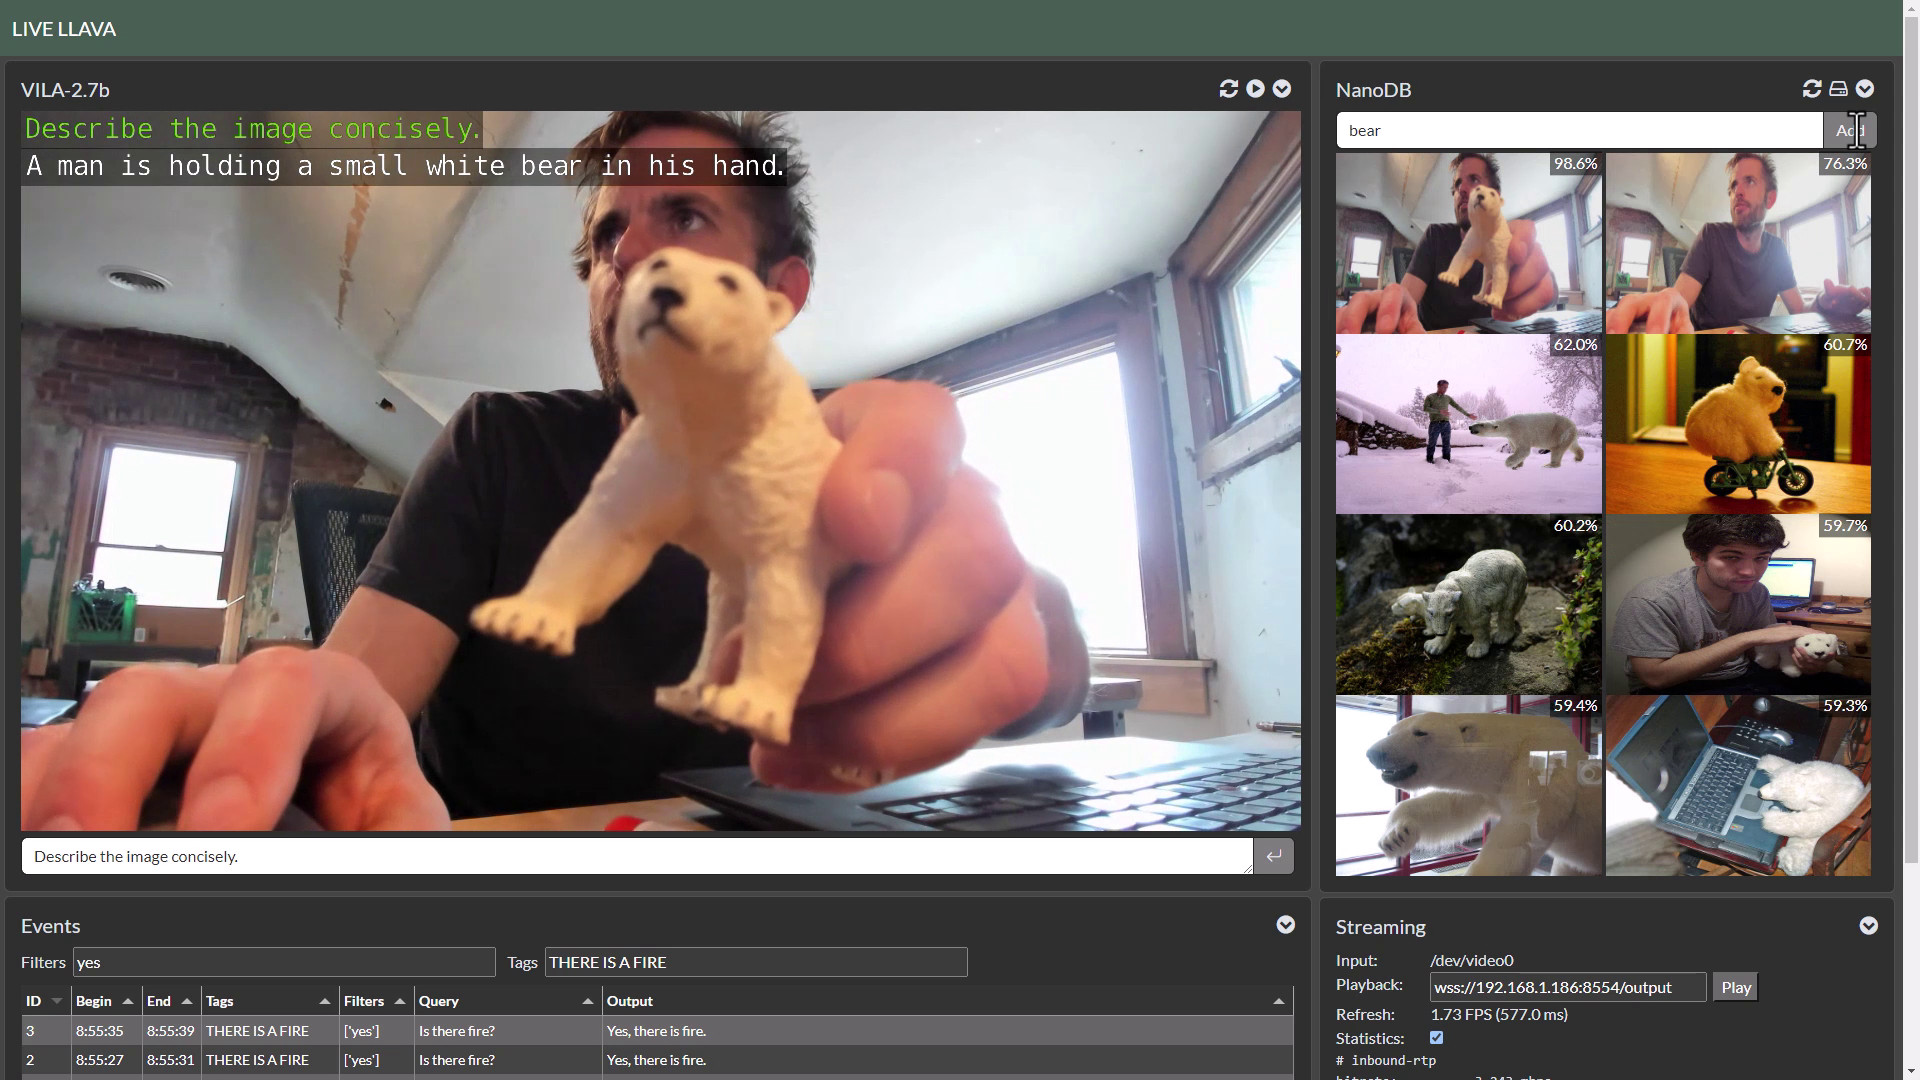 LIVE LLAVA
VILA-2.7b
Describe the image concisely.
A man is holding a small white bear in his hand.
Describe the image concisely.
NanoDB
bear
Add
98.6%
76.3%
62.0%
60.7%
60.2%
59.7%
59.4%
59.3%
Events
Filters yes Tags THERE IS A FIRE
ID Begin End Tags Filters Query Output
3 8:55:35 8:55:39 THERE IS A FIRE ['yes'] Is there fire? Yes, there is fire.
2 8:55:27 8:55:31 THERE IS A FIRE ['yes'] Is there fire? Yes, there is fire.
Streaming
Input: /dev/video0
Playback: wss://192.168.1.186:8554/output Play
Refresh: 1.73 FPS (577.0 ms)
Statistics:
# inbound-rtp